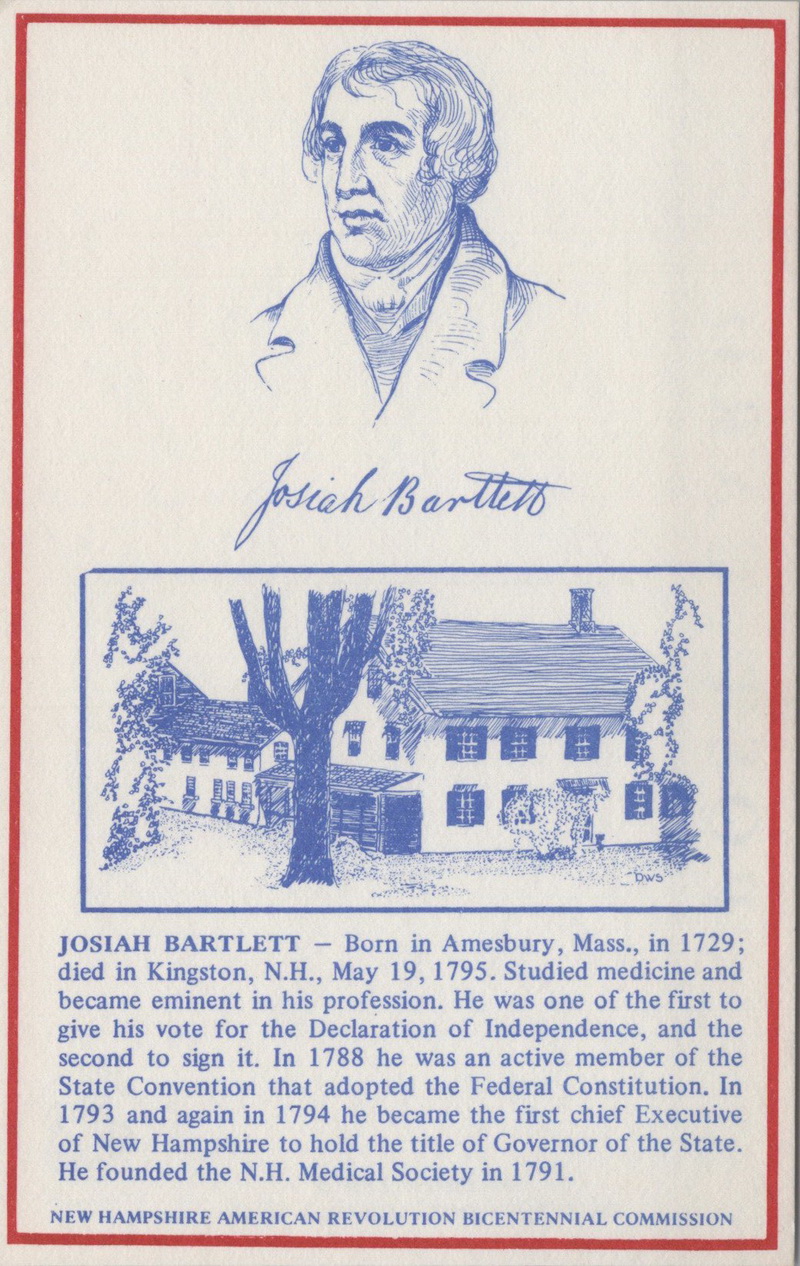 Josiah Bartlett
DWS
JOSIAH BARTLETT — Born in Amesbury, Mass., in 1729;
died in Kingston, N.H., May 19, 1795. Studied medicine and
became eminent in his profession. He was one of the first to
give his vote for the Declaration of Independence, and the
second to sign it. In 1788 he was an active member of the
State Convention that adopted the Federal Constitution. In
1793 and again in 1794 he became the first chief Executive
of New Hampshire to hold the title of Governor of the State.
He founded the N.H. Medical Society in 1791.
NEW HAMPSHIRE AMERICAN REVOLUTION BICENTENNIAL COMMISSION